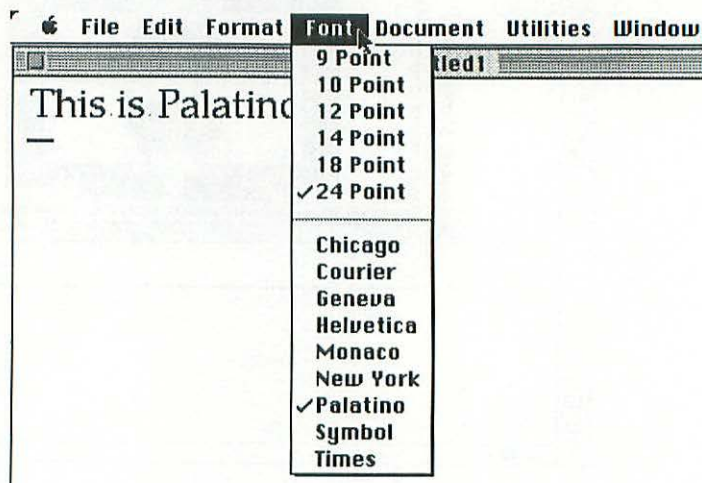 File Edit Format Font Document Utilities Window
tled1
This is Palatino
9 Point
10 Point
12 Point
14 Point
18 Point
✓24 Point
Chicago
Courier
Geneva
Helvetica
Monaco
New York
✓Palatino
Symbol
Times